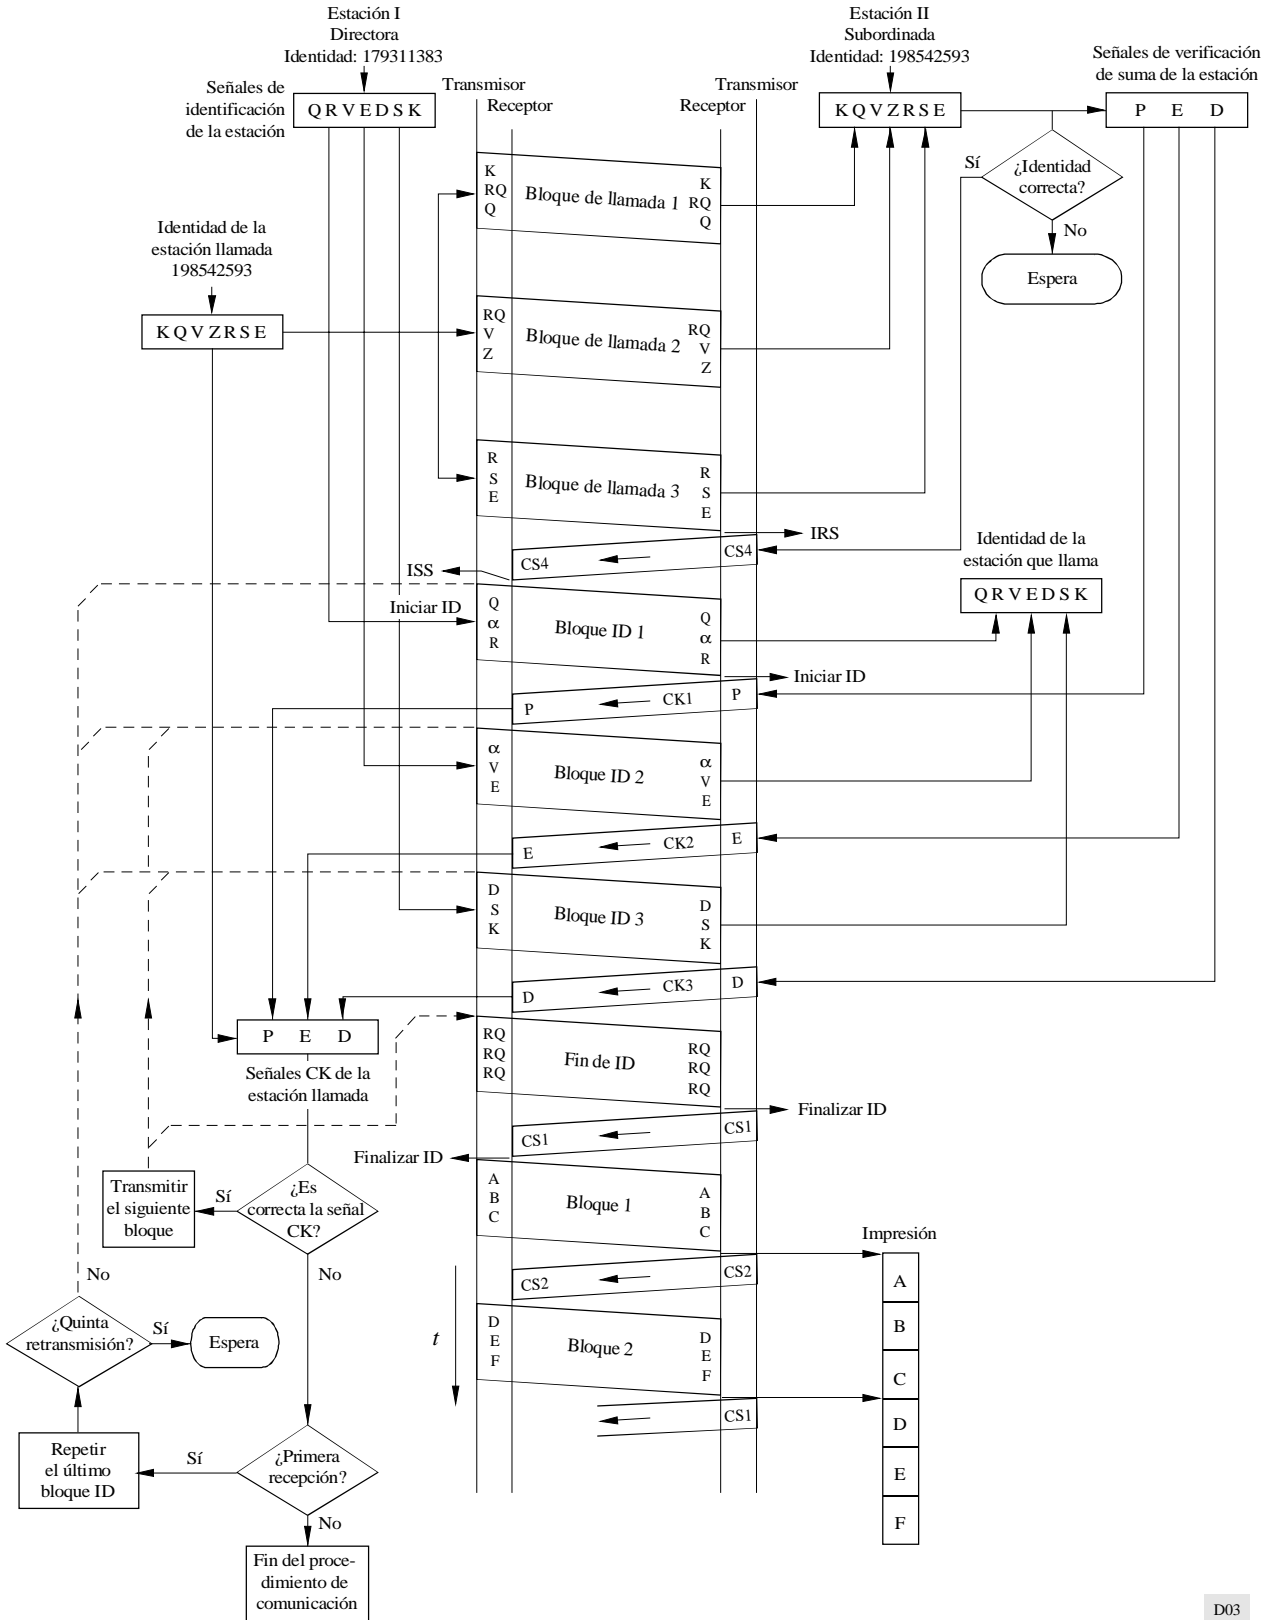 Estación I
Directora
Identidad: 179311383
Estación II
Subordinada
Identidad: 198542593
Señales de verificación
de suma de la estación
Señales de
identificación
de la estación
Q R V E D S K
Transmisor
Receptor
Transmisor
Receptor
K Q V Z R S E
P E D
¿Identidad
correcta?
Sí
No
Espera
K
RQ
Q
Bloque de llamada 1
K
RQ
Q
Identidad de la
estación llamada
198542593
K Q V Z R S E
RQ
V
Z
Bloque de llamada 2
RQ
V
Z
R
S
E
Bloque de llamada 3
R
S
E
IRS
CS4
CS4
ISS
Identidad de la
estación que llama
Q R V E D S K
Iniciar ID
Q
α
R
Bloque ID 1
Q
α
R
Iniciar ID
P
CK1
P
α
V
E
Bloque ID 2
α
V
E
E
CK2
E
D
S
K
Bloque ID 3
D
S
K
D
CK3
D
P E D
Señales CK de la
estación llamada
RQ
RQ
RQ
Fin de ID
RQ
RQ
RQ
Finalizar ID
CS1
CS1
Finalizar ID
Transmitir
el siguiente
bloque
Sí
¿Es
correcta la señal
CK?
No
A
B
C
Bloque 1
A
B
C
Impresión
CS2
CS2
No
¿Quinta
retransmisión?
Sí
Espera
t
D
E
F
Bloque 2
D
E
F
CS1
A
B
C
D
E
F
Repetir
el último
bloque ID
Sí
¿Primera
recepción?
No
Fin del proce-
dimiento de
comunicación
D03